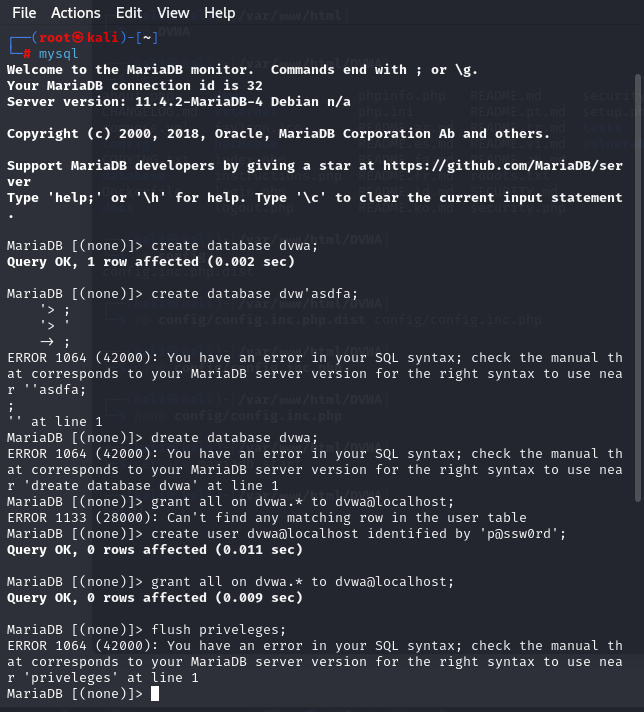 File Actions Edit View Help
┌──(root㉿kali)-[~]
└─# mysql
Welcome to the MariaDB monitor.  Commands end with ; or \g.
Your MariaDB connection id is 32
Server version: 11.4.2-MariaDB-4 Debian n/a
Copyright (c) 2000, 2018, Oracle, MariaDB Corporation Ab and others.
Support MariaDB developers by giving a star at https://github.com/MariaDB/ser
ver
Type 'help;' or '\h' for help. Type '\c' to clear the current input statement
.
MariaDB [(none)]> create database dvwa;
Query OK, 1 row affected (0.002 sec)
MariaDB [(none)]> create database dvw'asdfa;
'> ;
'> '
-> ;
ERROR 1064 (42000): You have an error in your SQL syntax; check the manual th
at corresponds to your MariaDB server version for the right syntax to use nea
r ''asdfa;
;
'' at line 1
MariaDB [(none)]> dreate database dvwa;
ERROR 1064 (42000): You have an error in your SQL syntax; check the manual th
at corresponds to your MariaDB server version for the right syntax to use nea
r 'dreate database dvwa' at line 1
MariaDB [(none)]> grant all on dvwa.* to dvwa@localhost;
ERROR 1133 (28000): Can't find any matching row in the user table
MariaDB [(none)]> create user dvwa@localhost identified by 'p@ssw0rd';
Query OK, 0 rows affected (0.011 sec)
MariaDB [(none)]> grant all on dvwa.* to dvwa@localhost;
Query OK, 0 rows affected (0.009 sec)
MariaDB [(none)]> flush priveleges;
ERROR 1064 (42000): You have an error in your SQL syntax; check the manual th
at corresponds to your MariaDB server version for the right syntax to use nea
r 'priveleges' at line 1
MariaDB [(none)]>